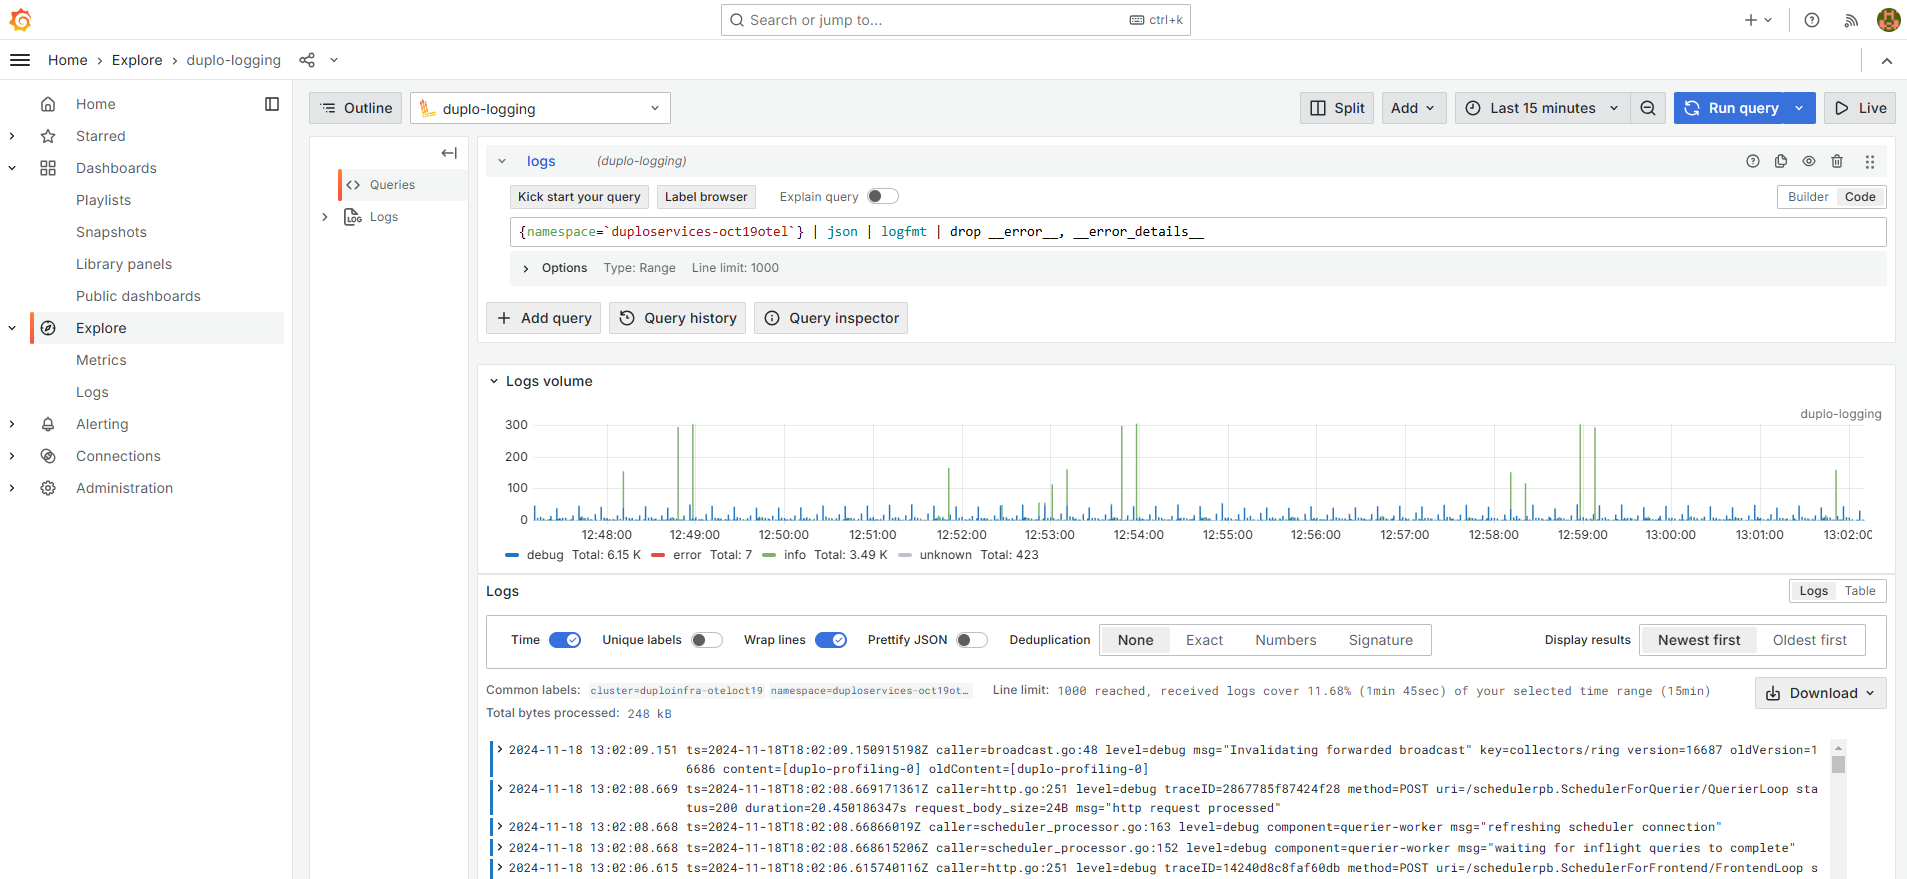 Search or jump to...
ctrl+k
Home › Explore › duplo-logging
Home
Starred
Dashboards
Playlists
Snapshots
Library panels
Public dashboards
Explore
Metrics
Logs
Alerting
Connections
Administration
Outline
duplo-logging
Split
Add
Last 15 minutes
Run query
Live
Queries
Logs
logs (duplo-logging)
Kick start your query
Label browser
Explain query
Builder
Code
{namespace=`duploservices-oct19otel`} | json | logfmt | drop __error__, __error_details__
Options Type: Range Line limit: 1000
Add query
Query history
Query inspector
Logs volume
duplo-logging
300
200
100
0
12:48:00 12:49:00 12:50:00 12:51:00 12:52:00 12:53:00 12:54:00 12:55:00 12:56:00 12:57:00 12:58:00 12:59:00 13:00:00 13:01:00 13:02:00
debug Total: 6.15 K error Total: 7 info Total: 3.49 K unknown Total: 423
Logs
Logs
Table
Time
Unique labels
Wrap lines
Prettify JSON
Deduplication
None
Exact
Numbers
Signature
Display results
Newest first
Oldest first
Common labels: cluster=duploinfra-oteloct19 namespace=duploservices-oct19ot… Line limit: 1000 reached, received logs cover 11.68% (1min 45sec) of your selected time range (15min)
Download
Total bytes processed: 248 kB
2024-11-18 13:02:09.151 ts=2024-11-18T18:02:09.150915198Z caller=broadcast.go:48 level=debug msg="Invalidating forwarded broadcast" key=collectors/ring version=16687 oldVersion=1
6686 content=[duplo-profiling-0] oldContent=[duplo-profiling-0]
2024-11-18 13:02:08.669 ts=2024-11-18T18:02:08.669171361Z caller=http.go:251 level=debug traceID=2867785f87424f28 method=POST uri=/schedulerpb.SchedulerForQuerier/QuerierLoop sta
tus=200 duration=20.450186347s request_body_size=24B msg="http request processed"
2024-11-18 13:02:08.668 ts=2024-11-18T18:02:08.66866019Z caller=scheduler_processor.go:163 level=debug component=querier-worker msg="refreshing scheduler connection"
2024-11-18 13:02:08.668 ts=2024-11-18T18:02:08.668615206Z caller=scheduler_processor.go:152 level=debug component=querier-worker msg="waiting for inflight queries to complete"
2024-11-18 13:02:06.615 ts=2024-11-18T18:02:06.615740116Z caller=http.go:251 level=debug traceID=14240d8c8faf60db method=POST uri=/schedulerpb.SchedulerForFrontend/FrontendLoop s